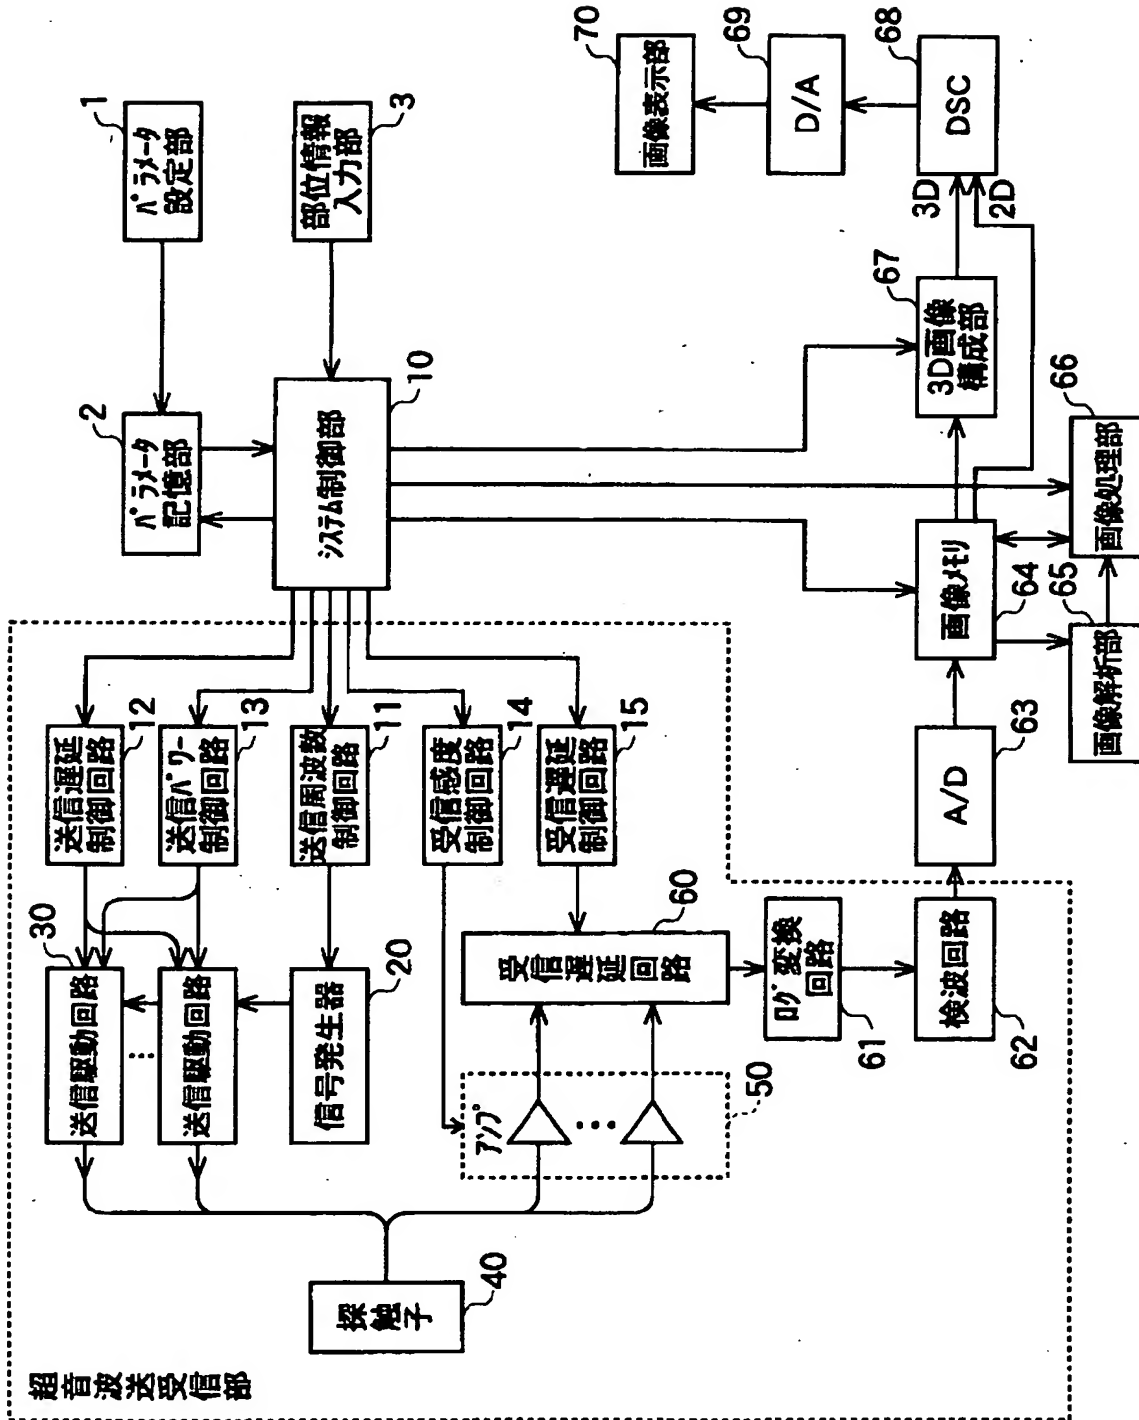 超音波送受信部
探触子
40
送信駆動回路
30
送信駆動回路
信号発生器
20
アンプ
50
受信遅延回路
60
ログ変換
回路
61
検波回路
62
送信遅延
制御回路
12
送信パワー
制御回路
13
送信周波数
制御回路
11
受信感度
制御回路
14
受信遅延
制御回路
15
A/D
63
パラメータ
記憶部
2
システム制御部
10
画像メモリ
64
画像解析部
65
画像処理部
66
パラメータ
設定部
1
部位情報
入力部
3
3D画像
構成部
67
3D
2D
DSC
68
D/A
69
画像表示部
70